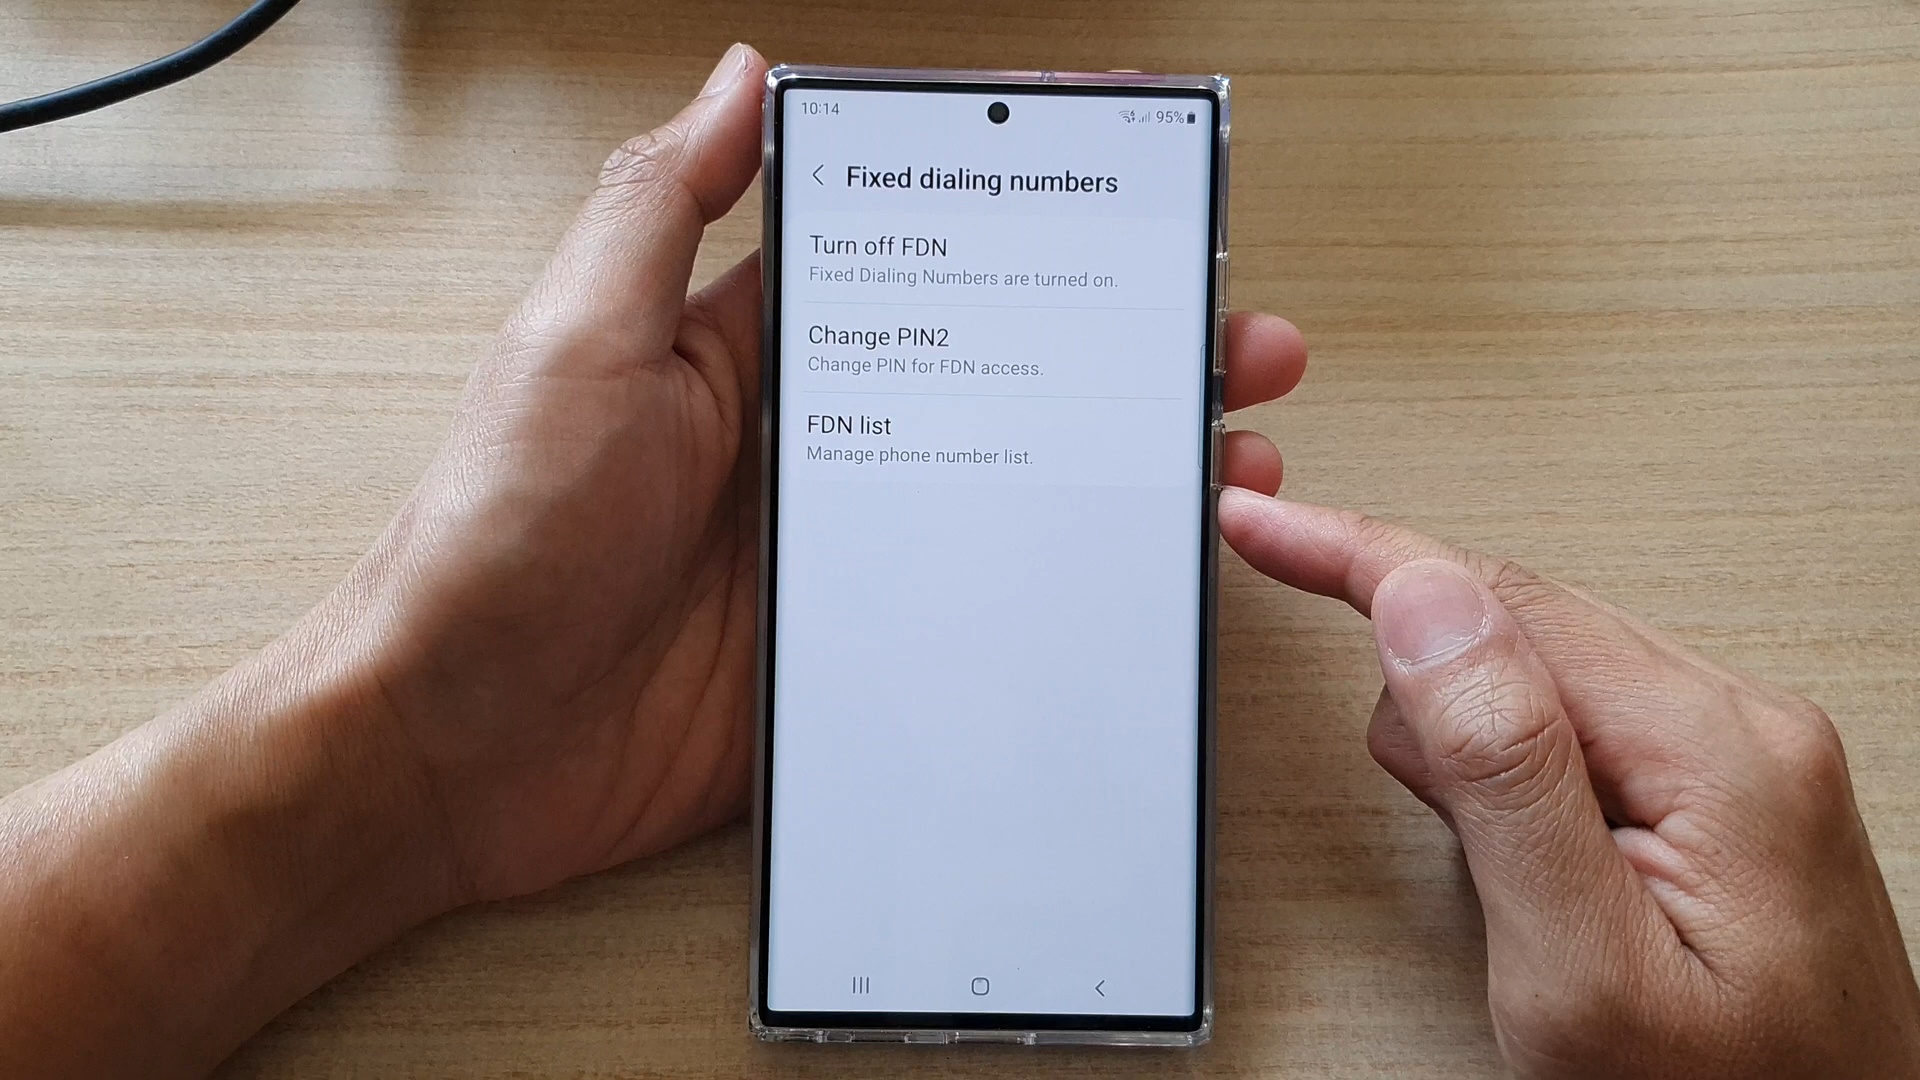 10:14
95%
Fixed dialing numbers
Turn off FDN
Fixed Dialing Numbers are turned on.
Change PIN2
Change PIN for FDN access.
FDN list
Manage phone number list.